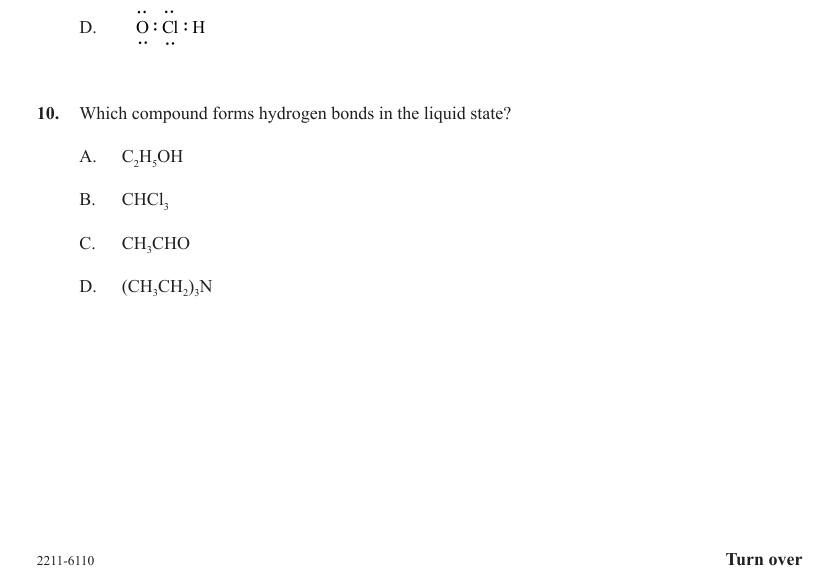 D. O : Cl : H
10. Which compound forms hydrogen bonds in the liquid state?
A. C₂H₅OH
B. CHCl₃
C. CH₃CHO
D. (CH₃CH₂)₃N
2211-6110 Turn over